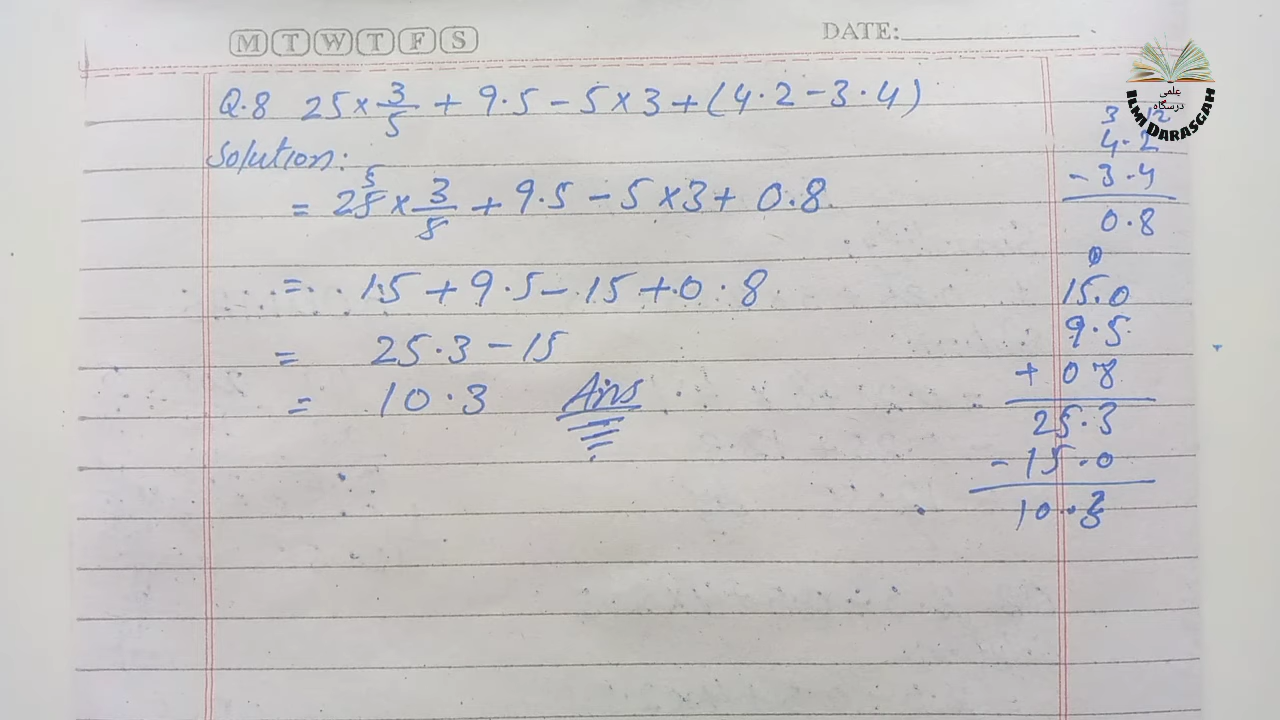 M T W T F S
DATE:
علمی
درسگاہ
ILMI DARASGAH
Q.8 25 × 3/5 + 9.5 - 5 × 3 + (4.2 - 3.4)
Solution:
= 25 5 × 3/5 + 9.5 - 5 × 3 + 0.8
= 15 + 9.5 - 15 + 0.8
= 25.3 - 15
= 10.3 Ans
3 12
4.2
- 3.4
0.8
15.0
9.5
+ 0 8
25.3
- 15.0
10.3